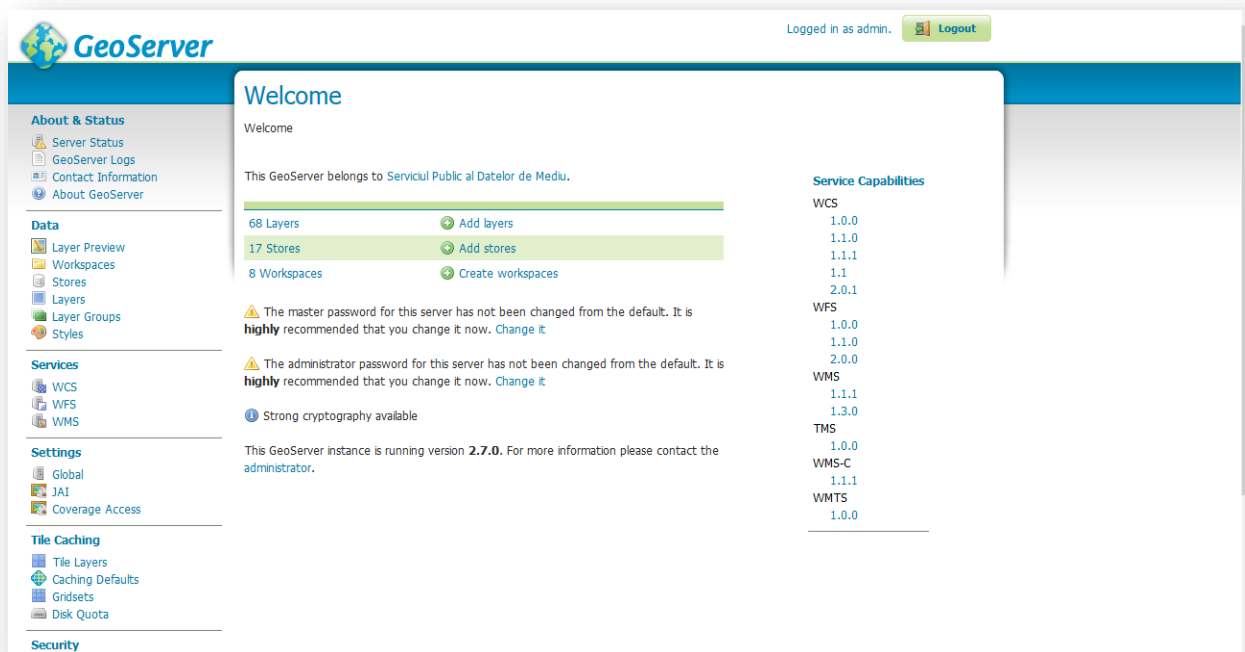 GeoServer
Logged in as admin.
Logout
About & Status
Server Status
GeoServer Logs
Contact Information
About GeoServer
Data
Layer Preview
Workspaces
Stores
Layers
Layer Groups
Styles
Services
WCS
WFS
WMS
Settings
Global
JAI
Coverage Access
Tile Caching
Tile Layers
Caching Defaults
Gridsets
Disk Quota
Security
Welcome
Welcome
This GeoServer belongs to Serviciul Public al Datelor de Mediu.
68 Layers Add layers
17 Stores Add stores
8 Workspaces Create workspaces
The master password for this server has not been changed from the default. It is
highly recommended that you change it now. Change it
The administrator password for this server has not been changed from the default. It is
highly recommended that you change it now. Change it
Strong cryptography available
This GeoServer instance is running version 2.7.0. For more information please contact the
administrator.
Service Capabilities
WCS
1.0.0
1.1.0
1.1.1
1.1
2.0.1
WFS
1.0.0
1.1.0
2.0.0
WMS
1.1.1
1.3.0
TMS
1.0.0
WMS-C
1.1.1
WMTS
1.0.0